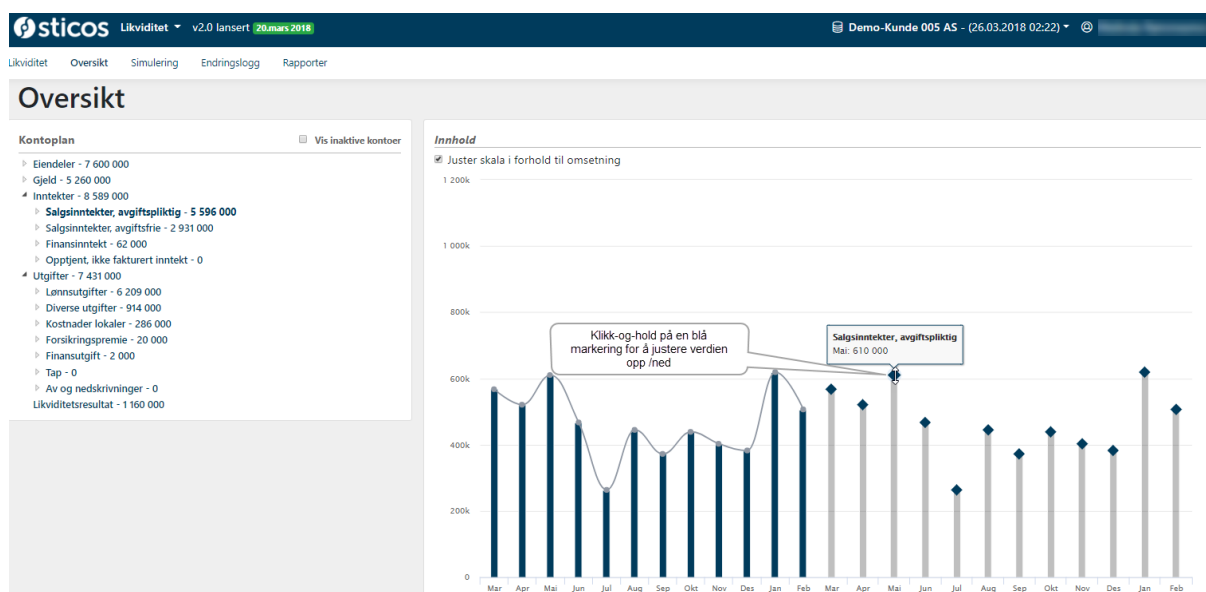 sticos Likviditet v2.0 lansert 20.mars 2018 Demo-Kunde 005 AS - (26.03.2018 02:22)
Likviditet Oversikt Simulering Endringslogg Rapporter
Oversikt
Kontoplan Vis inaktive kontoer
Eiendeler - 7 600 000
Gjeld - 5 260 000
Inntekter - 8 589 000
Salgsinntekter, avgiftspliktig - 5 596 000
Salgsinntekter, avgiftsfrie - 2 931 000
Finansinntekt - 62 000
Opptjent, ikke fakturert inntekt - 0
Utgifter - 7 431 000
Lønnsutgifter - 6 209 000
Diverse utgifter - 914 000
Kostnader lokaler - 286 000
Forsikringspremie - 20 000
Finansutgift - 2 000
Tap - 0
Av og nedskrivninger - 0
Likviditetsresultat - 1 160 000
Innhold
Juster skala i forhold til omsetning
1 200k
1 000k
800k
600k
400k
200k
0
Klikk-og-hold på en blå
markering for å justere verdien
opp /ned
Salgsinntekter, avgiftspliktig
Mai: 610 000
Mar Apr Mai Jun Jul Aug Sep Okt Nov Des Jan Feb Mar Apr Mai Jun Jul Aug Sep Okt Nov Des Jan Feb